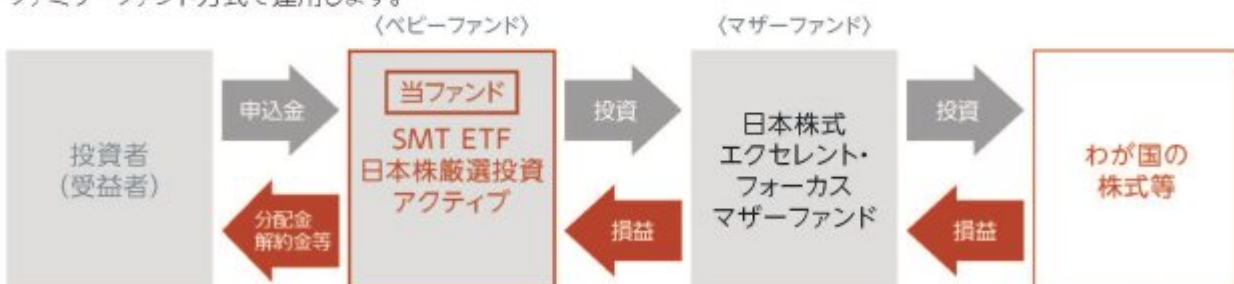 ファミリーファンド方式で運用します。
〈ベビーファンド〉
〈マザーファンド〉
投資者
(受益者)
申込金
分配金
解約金等
当ファンド
SMT ETF
日本株厳選投資
アクティブ
投資
損益
日本株式
エクセレント・
フォーカス
マザーファンド
投資
損益
わが国の
株式等